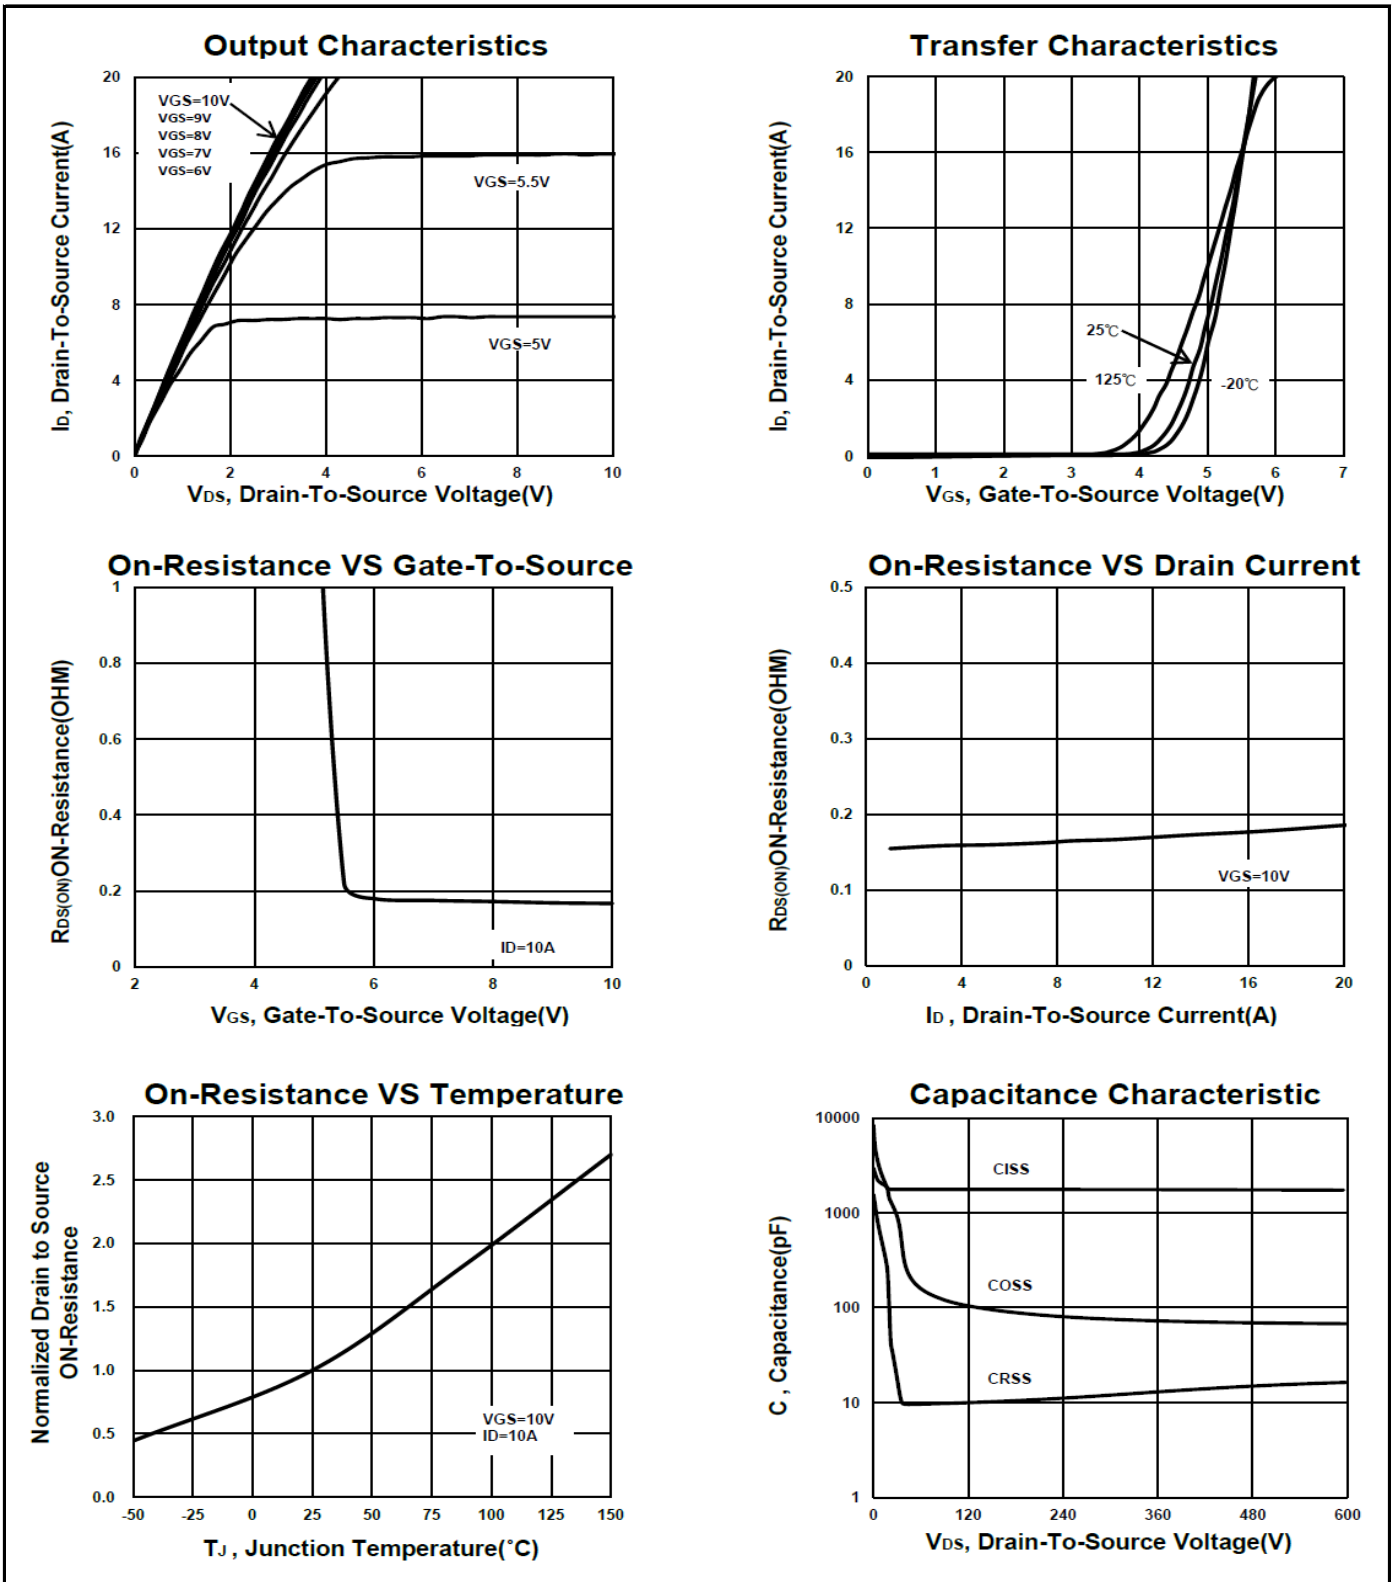 Output Characteristics
20
16
12
8
4
0
0 2 4 6 8 10
VGS=10V
VGS=9V
VGS=8V
VGS=7V
VGS=6V
VGS=5.5V
VGS=5V
ID, Drain-To-Source Current(A)
VDS, Drain-To-Source Voltage(V)
Transfer Characteristics
20
16
12
8
4
0
0 1 2 3 4 5 6 7
25℃
125℃
-20℃
ID, Drain-To-Source Current(A)
VGS, Gate-To-Source Voltage(V)
On-Resistance VS Gate-To-Source
1
0.8
0.6
0.4
0.2
0
2 4 6 8 10
ID=10A
RDS(ON)ON-Resistance(OHM)
VGS, Gate-To-Source Voltage(V)
On-Resistance VS Drain Current
0.5
0.4
0.3
0.2
0.1
0
0 4 8 12 16 20
VGS=10V
RDS(ON)ON-Resistance(OHM)
ID , Drain-To-Source Current(A)
On-Resistance VS Temperature
3.0
2.5
2.0
1.5
1.0
0.5
0.0
-50 -25 0 25 50 75 100 125 150
VGS=10V
ID=10A
Normalized Drain to Source
ON-Resistance
TJ , Junction Temperature(°C)
Capacitance Characteristic
10000
1000
100
10
1
0 120 240 360 480 600
CISS
COSS
CRSS
C , Capacitance(pF)
VDS, Drain-To-Source Voltage(V)